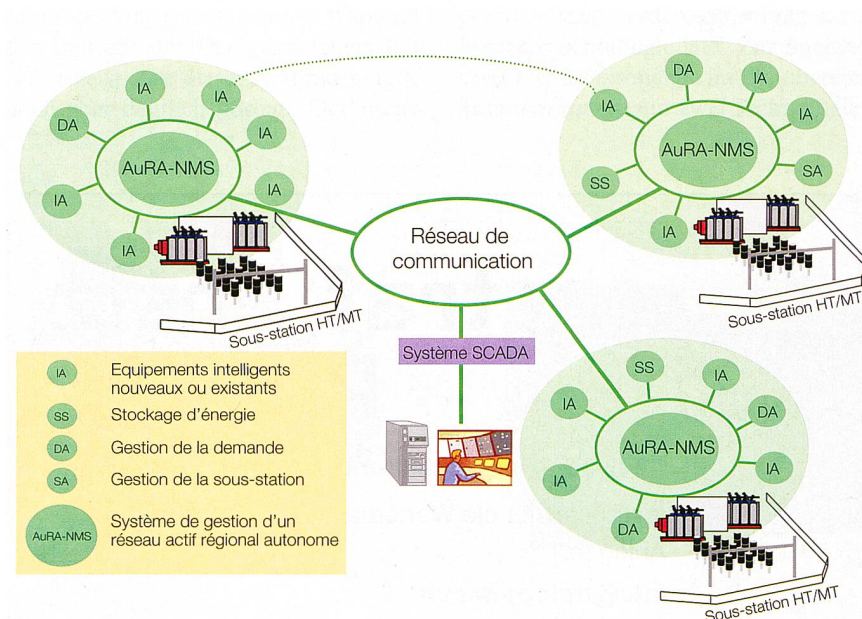 IA
IA
DA
IA
IA
IA
IA
AuRA-NMS
Sous-station HT/MT
DA
IA
IA
IA
SS
SA
IA
AuRA-NMS
Sous-station HT/MT
Réseau de
communication
Système SCADA
SS
IA
IA
DA
IA
IA
DA
AuRA-NMS
Sous-station HT/MT
IA
Equipements intelligents
nouveaux ou existants
SS
Stockage d'énergie
DA
Gestion de la demande
SA
Gestion de la sous-station
AuRA-NMS
Système de gestion d'un
réseau actif régional autonome